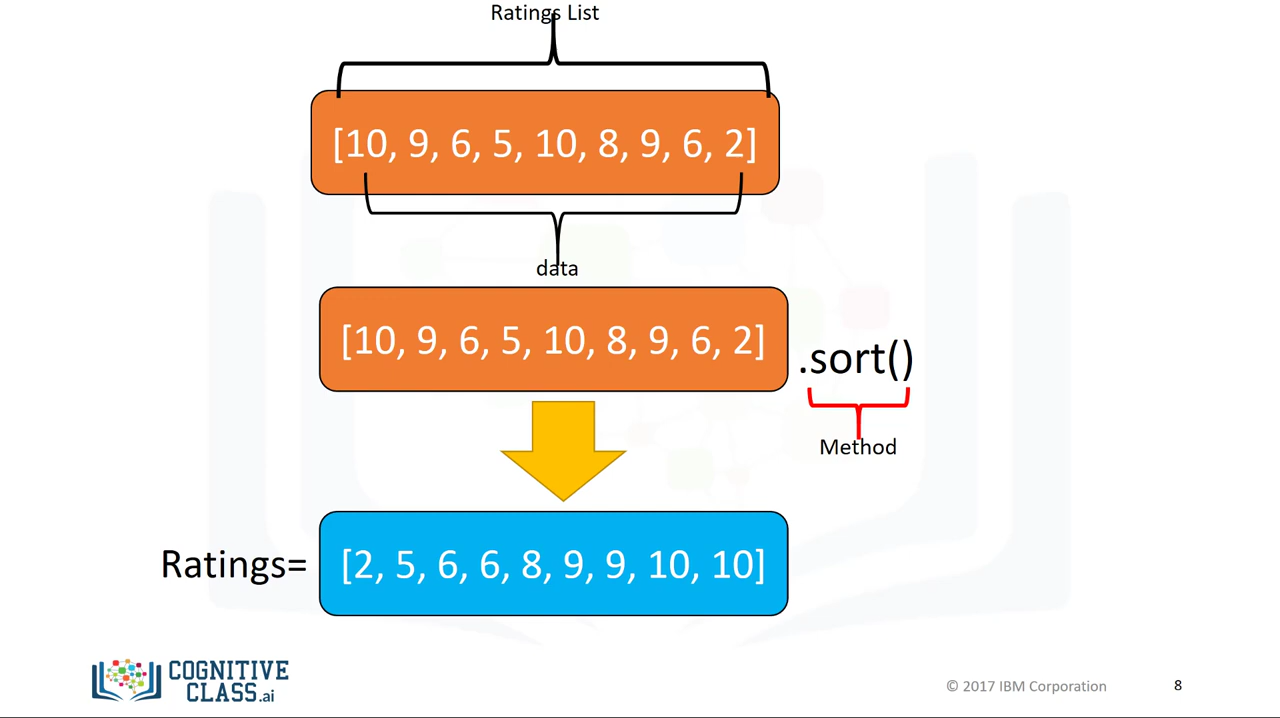 Ratings List
[10, 9, 6, 5, 10, 8, 9, 6, 2]
data
[10, 9, 6, 5, 10, 8, 9, 6, 2]
.sort()
Method
Ratings= [2, 5, 6, 6, 8, 9, 9, 10, 10]
COGNITIVE
CLASS.ai
© 2017 IBM Corporation 8